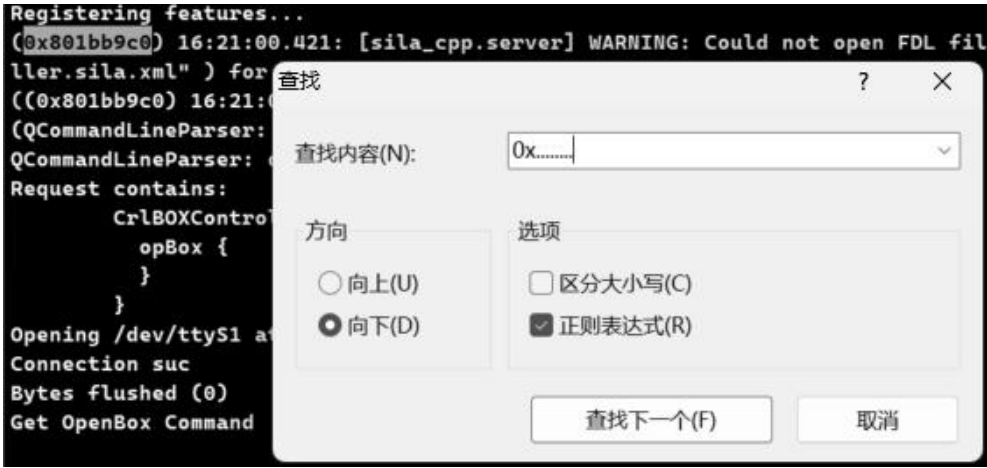 Registering features...
(0x801bb9c0) 16:21:00.421: [sila_cpp.server] WARNING: Could not open FDL fil
ller.sila.xml" ) for
((0x801bb9c0) 16:21:
(QCommandLineParser:
QCommandLineParser:
Request contains:
CrlBOXControl
opBox {
}
}
Opening /dev/ttyS1 at
Connection suc
Bytes flushed (0)
Get OpenBox Command
查找
?
查找内容(N):
0x........
方向
向上(U)
向下(D)
选项
区分大小写(C)
正则表达式(R)
查找下一个(F)
取消